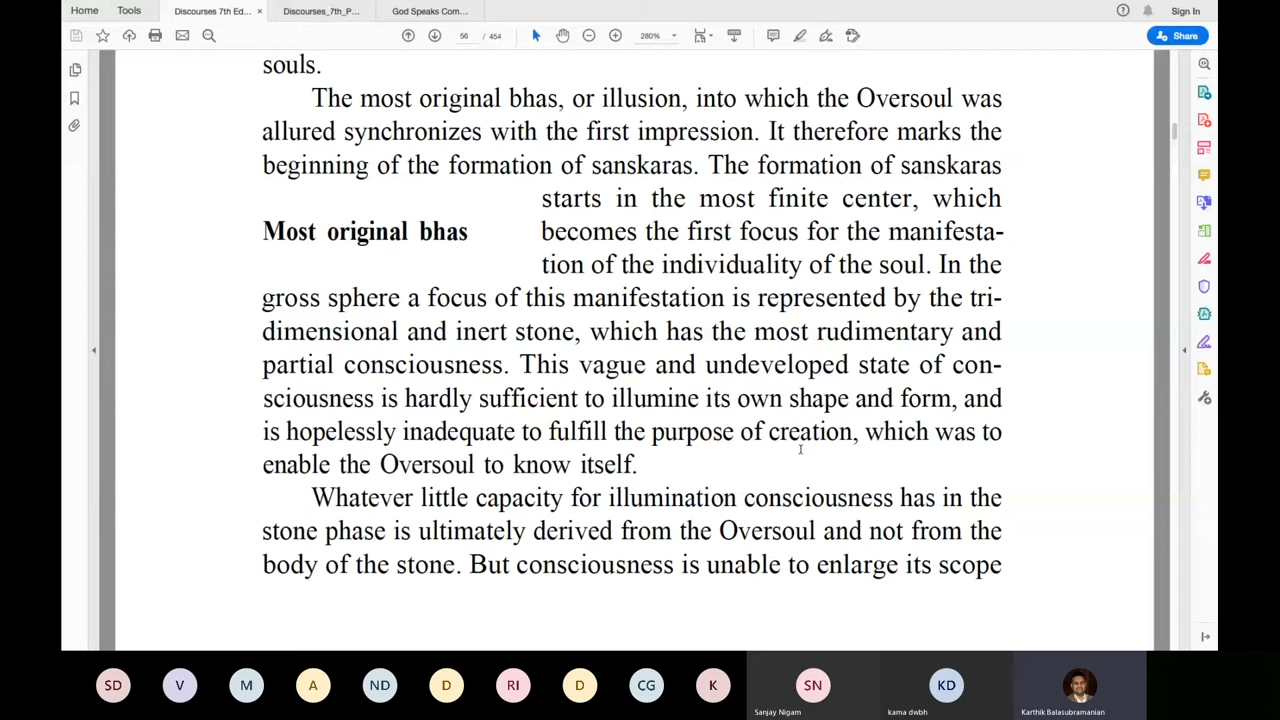 Home Tools Discourses 7th Ed... × Discourses_7th_P... God Speaks Com... Sign In
56 / 454 280% Share
souls.
The most original bhas, or illusion, into which the Oversoul was
allured synchronizes with the first impression. It therefore marks the
beginning of the formation of sanskaras. The formation of sanskaras
starts in the most finite center, which
Most original bhas becomes the first focus for the manifesta-
tion of the individuality of the soul. In the
gross sphere a focus of this manifestation is represented by the tri-
dimensional and inert stone, which has the most rudimentary and
partial consciousness. This vague and undeveloped state of con-
sciousness is hardly sufficient to illumine its own shape and form, and
is hopelessly inadequate to fulfill the purpose of creation, which was to
enable the Oversoul to know itself.
Whatever little capacity for illumination consciousness has in the
stone phase is ultimately derived from the Oversoul and not from the
body of the stone. But consciousness is unable to enlarge its scope
SD V M A ND D RI D CG K SN KD
Sanjay Nigam kama dwbh Karthik Balasubramanian